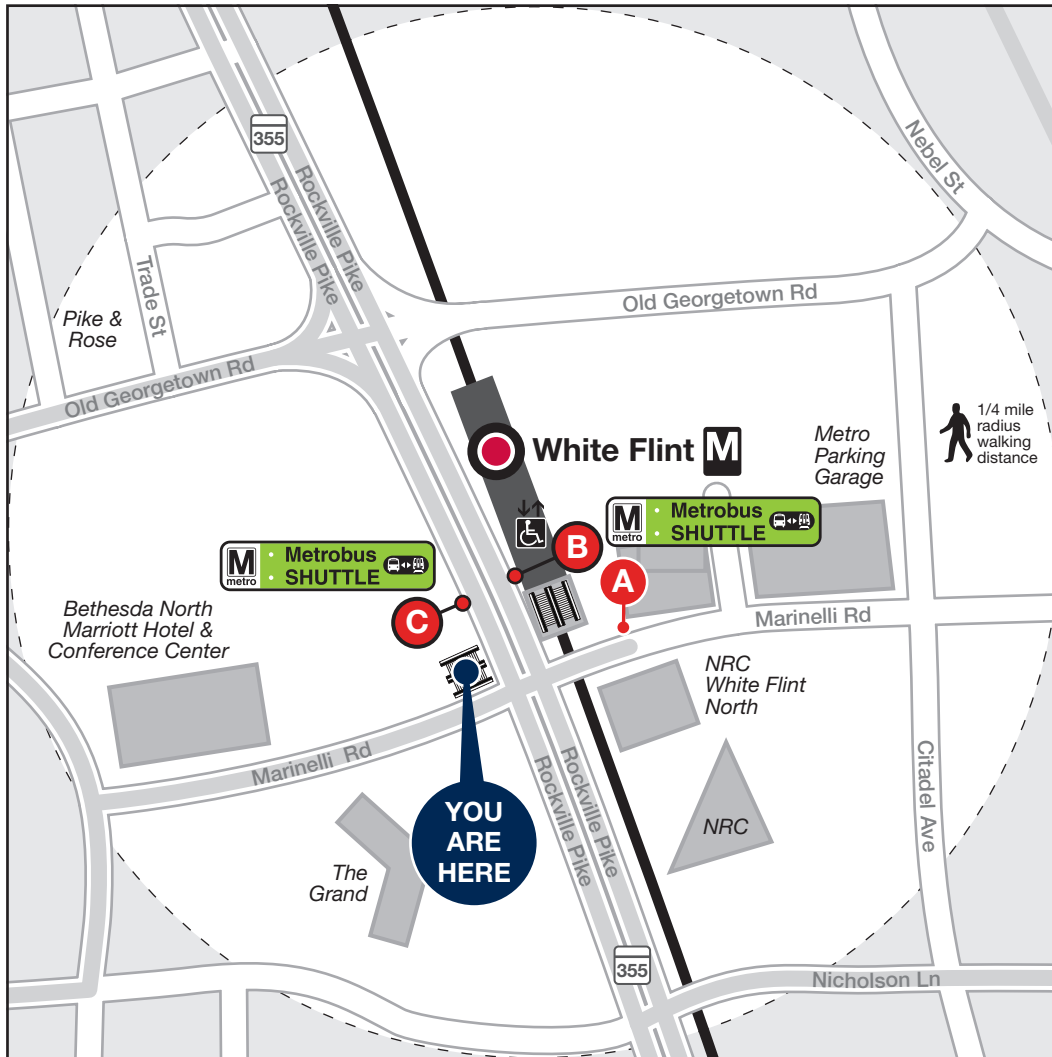 355
Rockville Pike
Rockville Pike
Nebel St
Trade St
Pike &
Rose
Old Georgetown Rd
Old Georgetown Rd
1/4 mile
radius
walking
distance
White Flint
M
Metro
Parking
Garage
M
metro
• Metrobus
• SHUTTLE
B
A
M
metro
• Metrobus
• SHUTTLE
C
Bethesda North
Marriott Hotel &
Conference Center
Marinelli Rd
NRC
White Flint
North
Marinelli Rd
Rockville Pike
Rockville Pike
Citadel Ave
YOU
ARE
HERE
NRC
The
Grand
355
Nicholson Ln